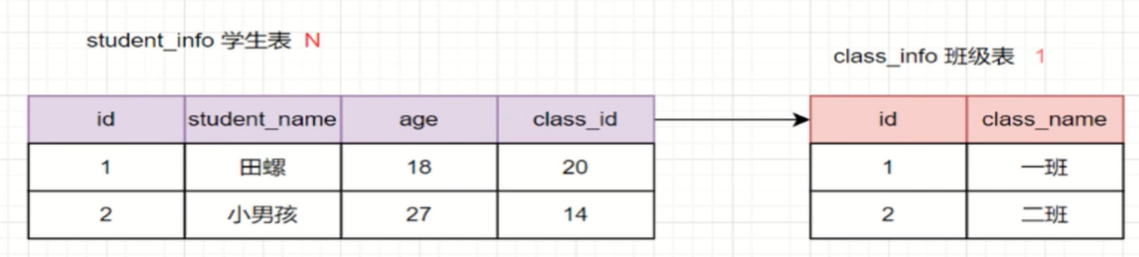 student_info 学生表 N
class_info 班级表 1
id student_name age class_id
1 田螺 18 20
2 小男孩 27 14
id class_name
1 一班
2 二班